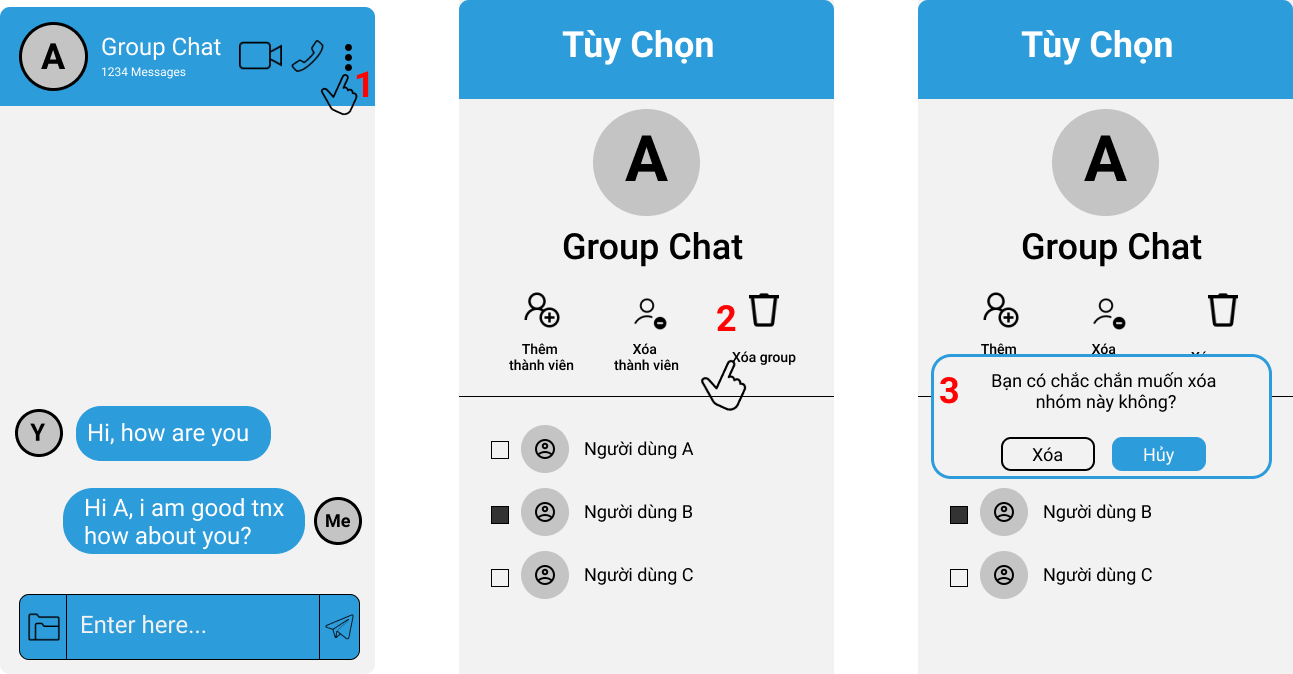 A
Group Chat
1234 Messages
1
Y
Hi, how are you
Hi A, i am good tnx
how about you?
Me
Enter here...
Tùy Chọn
A
Group Chat
2
Thêm
thành viên
Xóa
thành viên
Xóa group
Người dùng A
Người dùng B
Người dùng C
Tùy Chọn
A
Group Chat
Thêm
Xóa
3
Bạn có chắc chắn muốn xóa
nhóm này không?
Xóa
Hủy
Người dùng B
Người dùng C